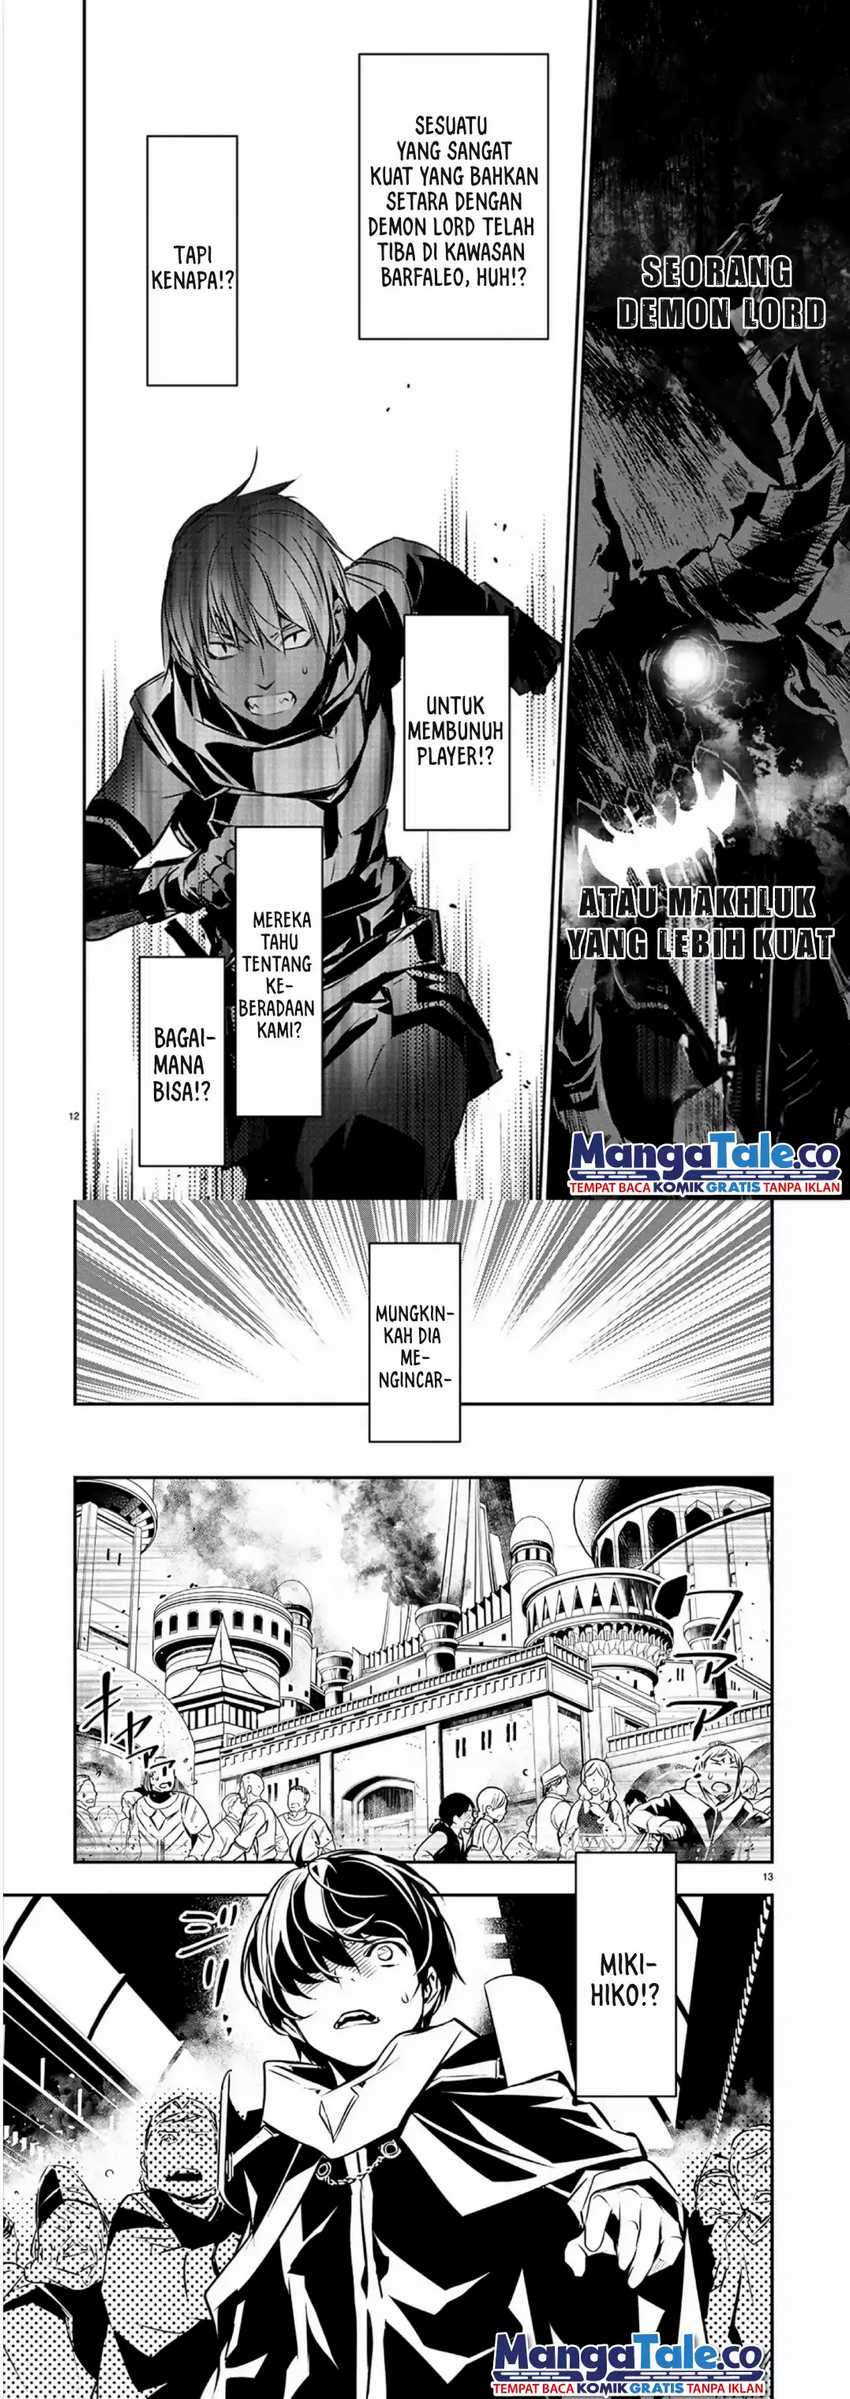 SEORANG
DEMON LORD
ATAU MAKHLUK
YANG LEBIH KUAT
SESUATU
YANG SANGAT
KUAT YANG BAHKAN
SETARA DENGAN
DEMON LORD TELAH
TIBA DI KAWASAN
BARFALEO, HUH!?
TAPI
KENAPA!?
UNTUK
MEMBUNUH
PLAYER!?
MEREKA
TAHU
TENTANG
KE-
BERADAAN
KAMI?
BAGAI-
MANA
BISA!?
12
MangaTale.co
TEMPAT BACA KOMIK GRATIS TANPA IKLAN
MUNGKIN-
KAH DIA
ME-
NGINCAR-
13
MIKI-
HIKO!?
MangaTale.co
TEMPAT BACA KOMIK GRATIS TANPA IKLAN